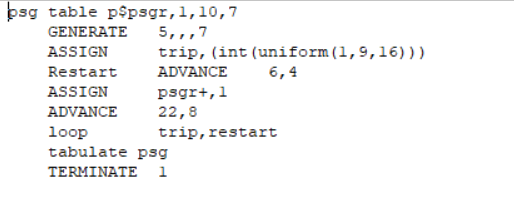 psg table p$psgr,1,10,7
GENERATE 5,,,7
ASSIGN trip,(int(uniform(1,9,16)))
Restart ADVANCE 6,4
ASSIGN psgr+,1
ADVANCE 22,8
loop trip,restart
tabulate psg
TERMINATE 1